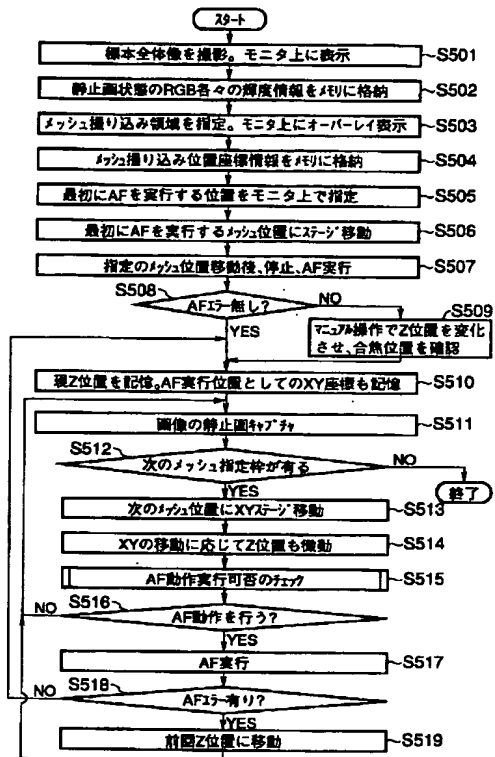 スタート
標本全体像を撮影。モニタ上に表示
S501
静止画状態のRGB各々の輝度情報をメモリに格納
S502
メッシュ撮り込み領域を指定。モニタ上にオーバーレイ表示
S503
メッシュ撮り込み位置座標情報をメモリに格納
S504
最初にAFを実行する位置をモニタ上で指定
S505
最初にAFを実行するメッシュ位置にステージ移動
S506
指定のメッシュ位置移動後、停止、AF実行
S507
S508
AFエラー無し?
NO
YES
S509
マニュアル操作でZ位置を変化
させ、合焦位置を確認
現Z位置を記憶。AF実行位置としてのXY座標も記憶
S510
画像の静止画キャプチャ
S511
S512
次のメッシュ指定枠が有る
NO
終了
YES
次のメッシュ位置にXYステージ移動
S513
XYの移動に応じてZ位置も微動
S514
AF動作実行可否のチェック
S515
S516
NO
AF動作を行う?
YES
AF実行
S517
S518
NO
AFエラー有り?
YES
前回Z位置に移動
S519